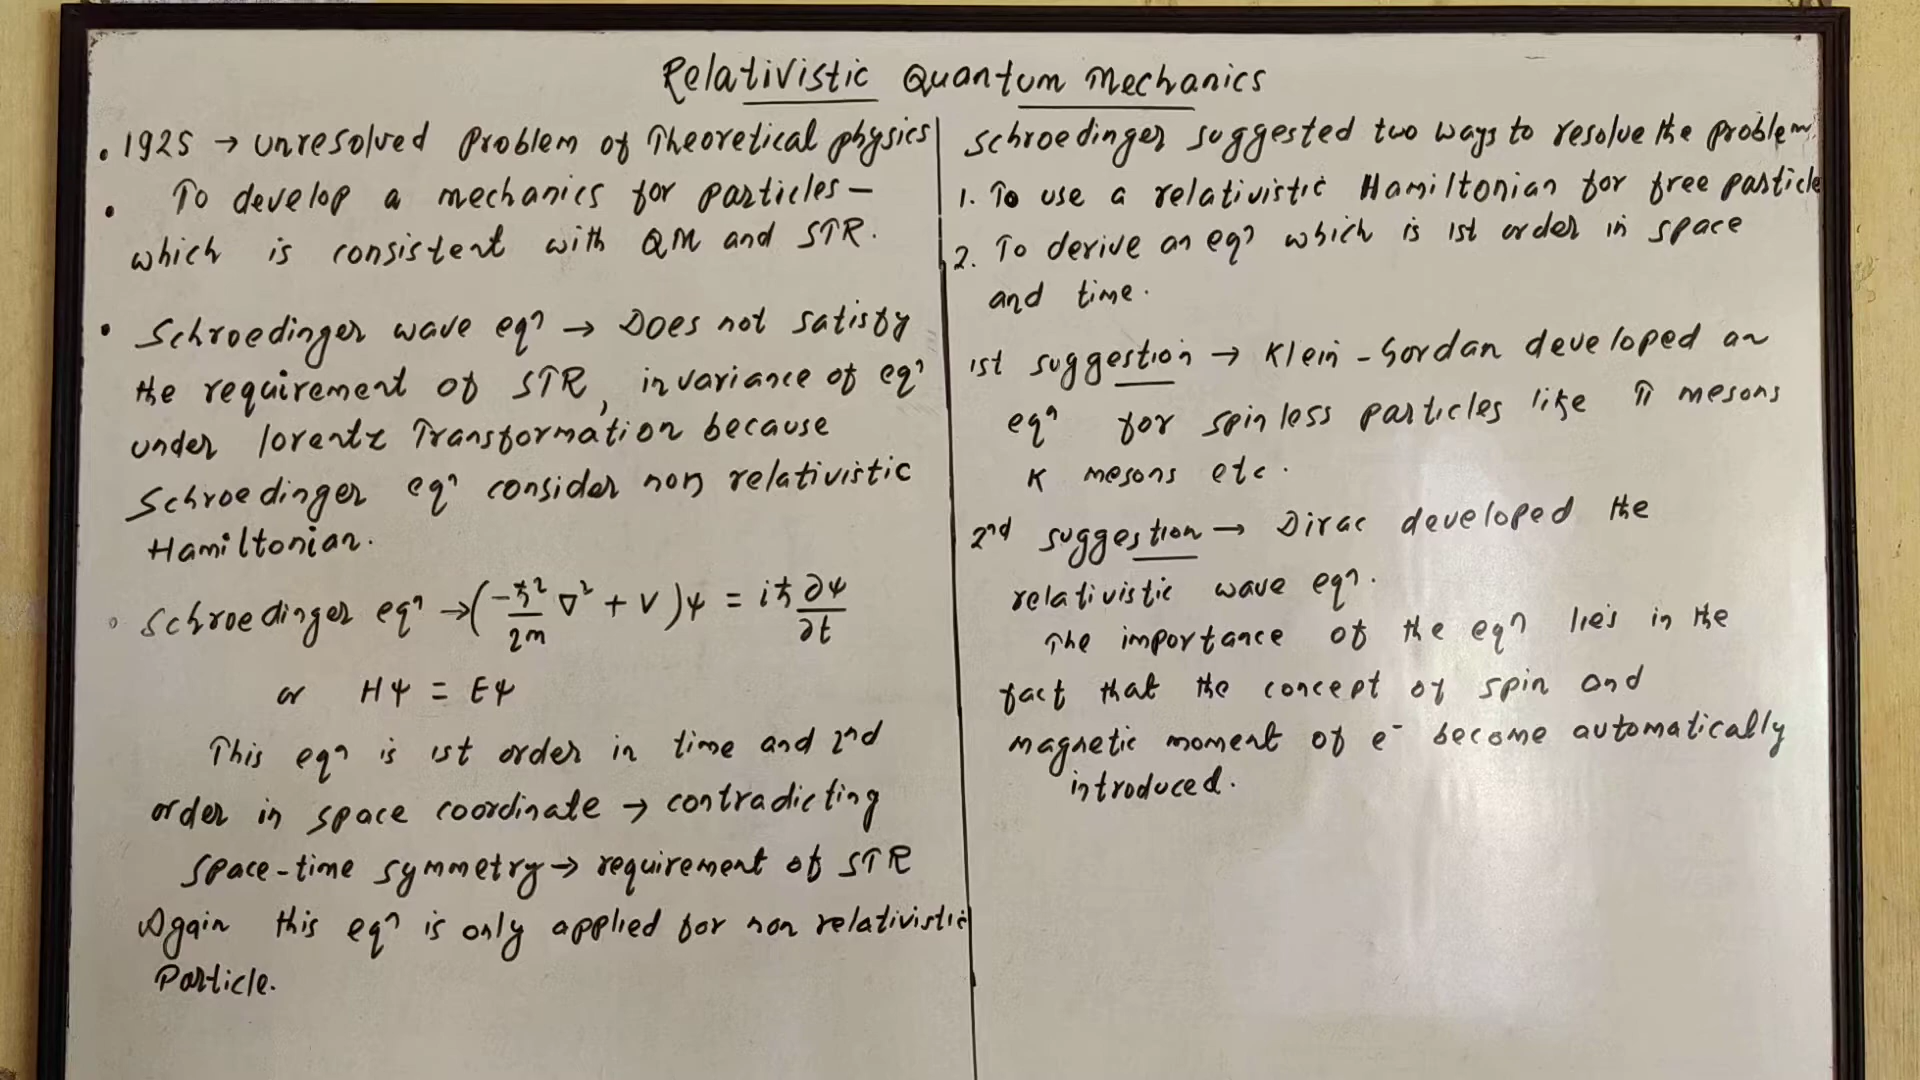 Relativistic Quantum Mechanics
• 1925 → unresolved Problem of Theoretical physics
• To develop a mechanics for particles —
which is consistent with QM and STR.
• Schroedinger wave eqⁿ → Does not satisfy
the requirement of STR, invariance of eqⁿ
under lorentz Transformation because
Schroedinger eqⁿ consider non relativistic
Hamiltonian.
• Schroedinger eqⁿ → (-ħ²/2m ∇² + V)ψ = iħ ∂ψ/∂t
or Hψ = Eψ
This eqⁿ is 1st order in time and 2nd
order in space coordinate → contradicting
space-time symmetry → requirement of STR
Again this eqⁿ is only applied for non relativistic
Particle.
Schroedinger suggested two ways to resolve the problem
1. To use a relativistic Hamiltonian for free particle
2. To derive an eqⁿ which is 1st order in space
and time.
1st suggestion → Klein - Gordan developed an
eqⁿ for spinless particles like π mesons
K mesons etc.
2nd suggestion → Dirac developed the
relativistic wave eqⁿ.
The importance of the eqⁿ lies in the
fact that the concept of spin and
magnetic moment of e⁻ become automatically
introduced.